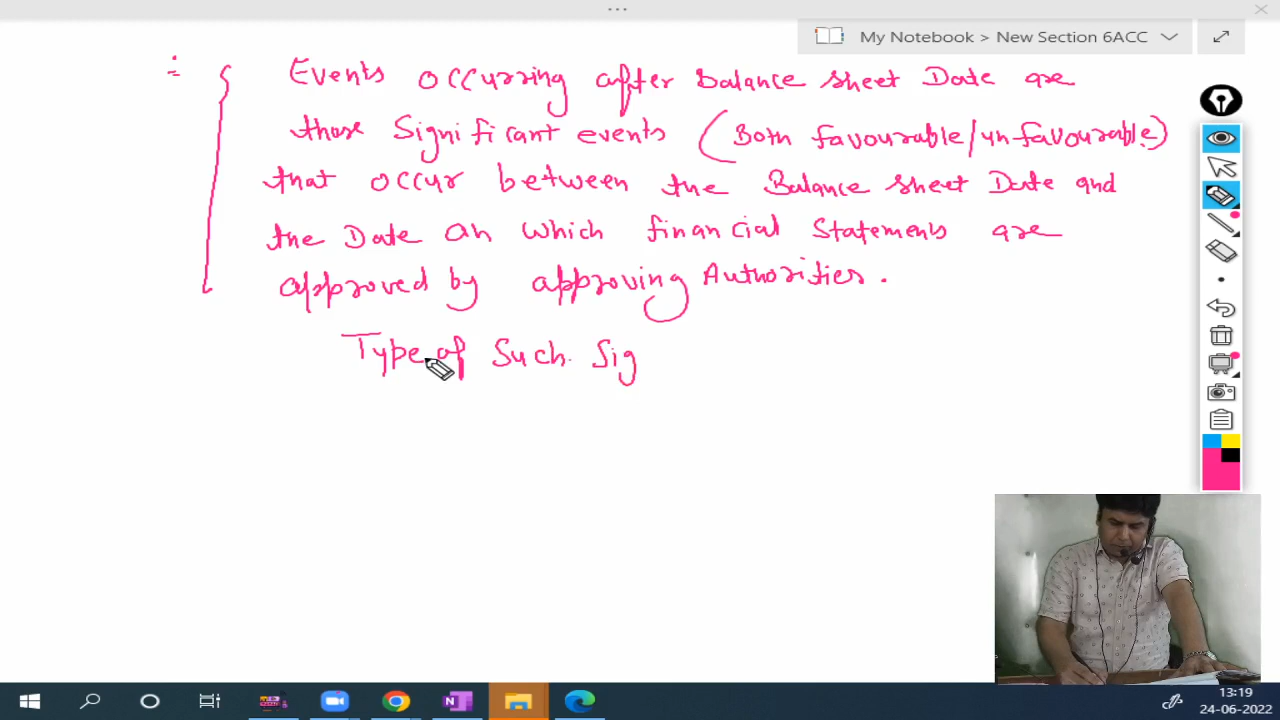 My Notebook > New Section 6ACC
Events occurring after Balance sheet Date are
those Significant events (Both favourable/unfavourable)
that occur between the Balance sheet Date and
the Date on which financial Statements are
approved by approving Authorities.
Type of Such Sig
13:19
24-06-2022